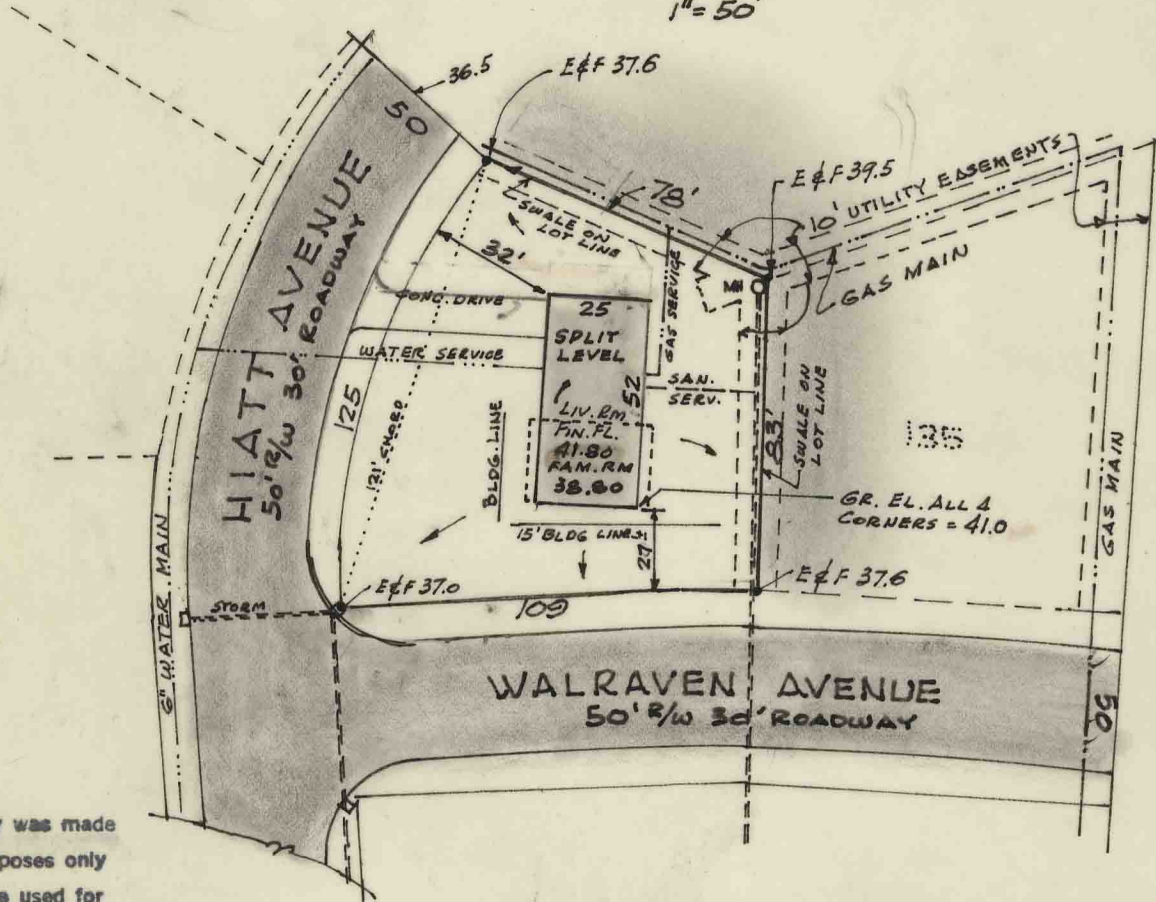 1" = 50'
36.5
E&F 37.6
50
78'
E&F 39.5
10' UTILITY EASEMENTS
SWALE ON
LOT LINE
GAS MAIN
32'
MH
HIATT AVENUE
50' R/W 30' ROADWAY
CONC. DRIVE
25
GAS SERVICE
SPLIT
LEVEL
WATER SERVICE
52
SAN.
SERV.
125
121' CHORD
BLDG. LINE
LIV. RM
FIN. FL.
41.80
FAM. RM
38.80
83'
SWALE ON
LOT LINE
135
GR. EL. ALL 4
CORNERS = 41.0
GAS MAIN
15' BLDG LINE
27'
E&F 37.0
E&F 37.6
109
STORM
6" WATER MAIN
WALRAVEN AVENUE
50' R/W 30' ROADWAY
50
was made
poses only
used for